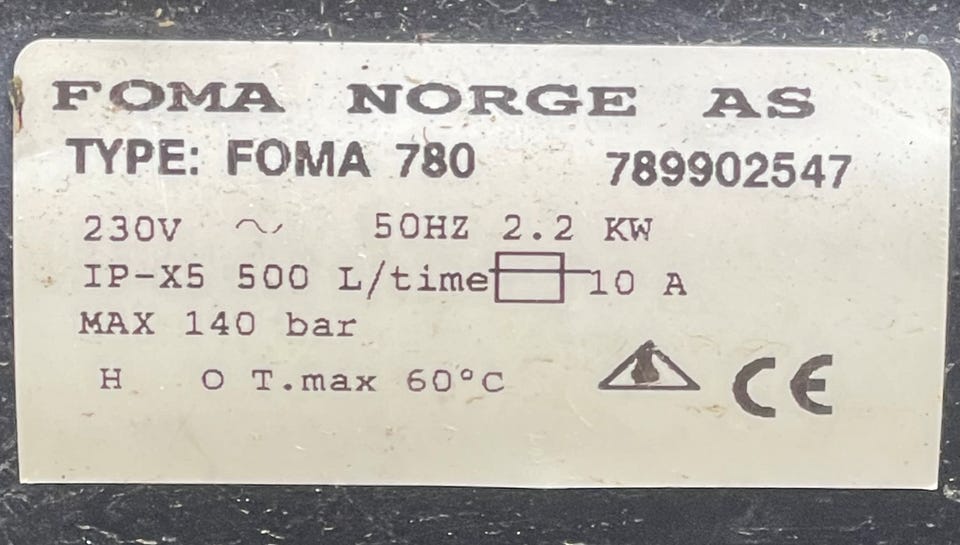 FOMA NORGE AS
TYPE: FOMA 780 789902547
230V ~ 50HZ 2.2 KW
IP-X5 500 L/time 10 A
MAX 140 bar
H O T.max 60°C
CE